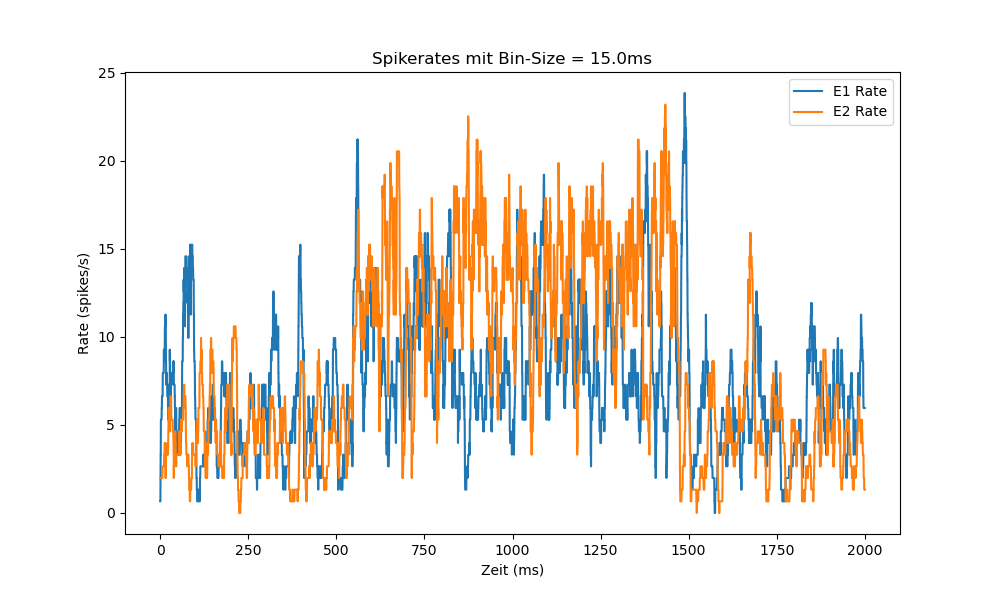 Spikerates mit Bin-Size = 15.0ms
E1 Rate
E2 Rate
25
20
15
10
5
0
Rate (spikes/s)
0 250 500 750 1000 1250 1500 1750 2000
Zeit (ms)